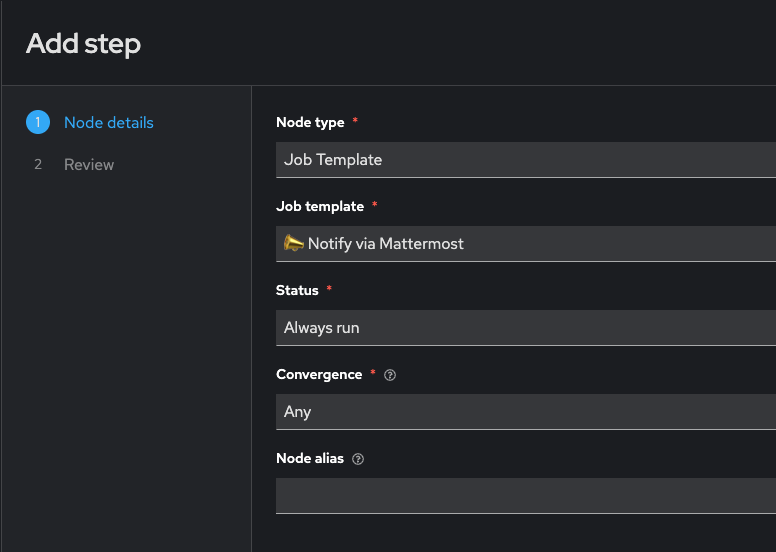 Add step
1 Node details
2 Review
Node type *
Job Template
Job template *
📣 Notify via Mattermost
Status *
Always run
Convergence * ?
Any
Node alias ?